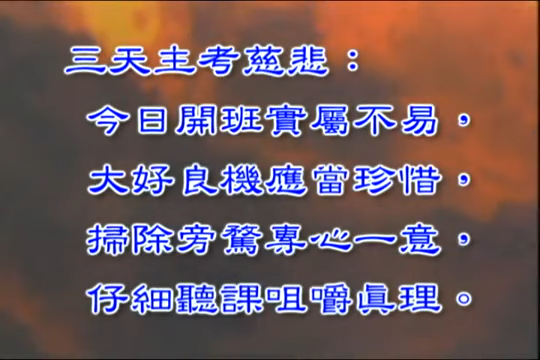 三天主考慈悲：
今日開班實屬不易，
大好良機應當珍惜，
掃除旁騖專心一意，
仔細聽課咀嚼眞理。